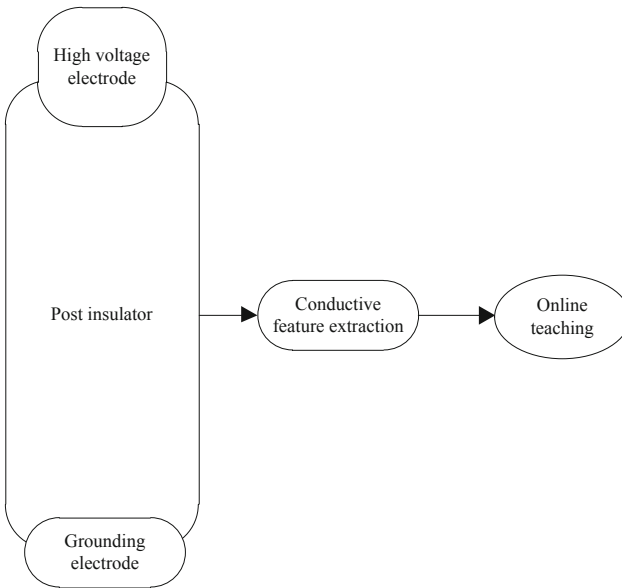 High voltage
electrode
Post insulator
Conductive
feature extraction
Online
teaching
Grounding
electrode